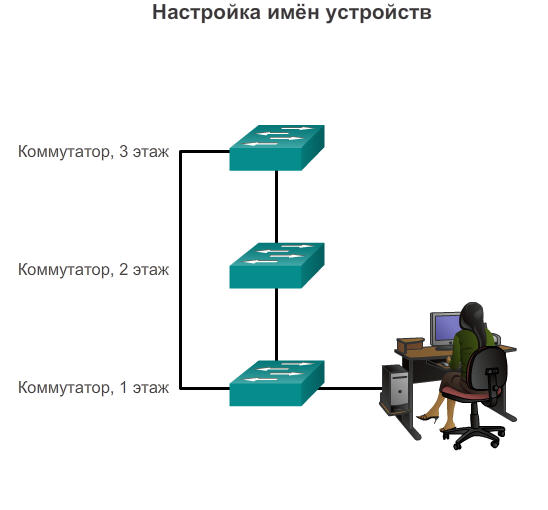 Настройка имён устройств
Коммутатор, 3 этаж
Коммутатор, 2 этаж
Коммутатор, 1 этаж